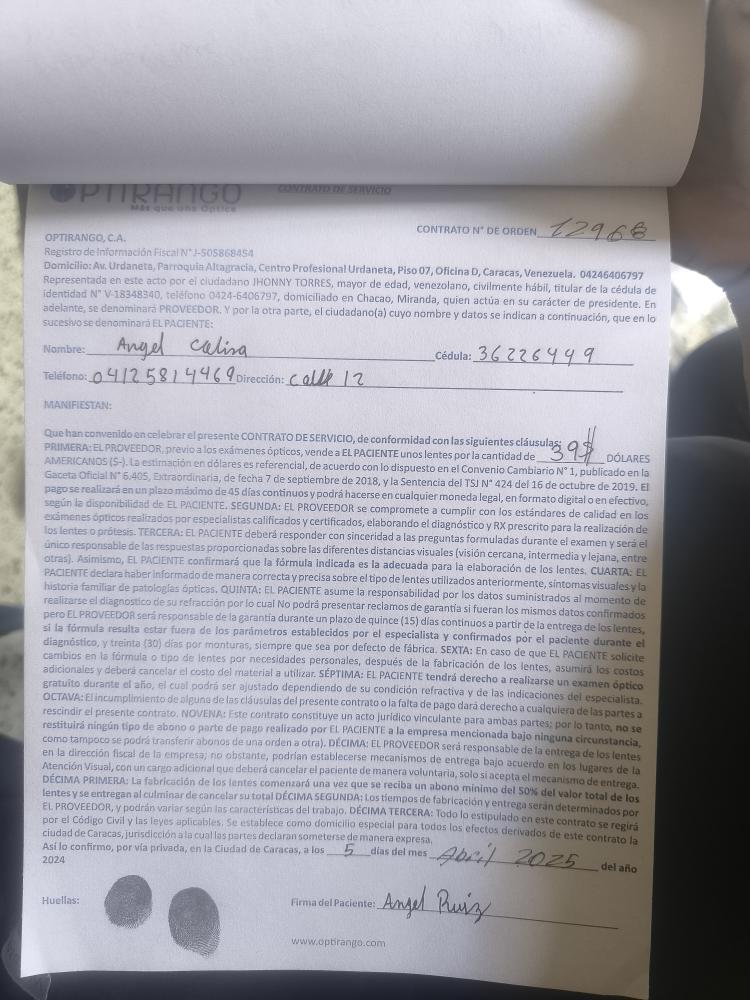 OPTIRANGO CONTRATO DE SERVICIO
Más que una Óptica
CONTRATO N° DE ORDEN 12968
OPTIRANGO, C.A.
Registro de Información Fiscal N° J-505868454
Domicilio: Av. Urdaneta, Parroquia Altagracia, Centro Profesional Urdaneta, Piso 07, Oficina D, Caracas, Venezuela. 04246406797
Representada en este acto por el ciudadano JHONNY TORRES, mayor de edad, venezolano, civilmente hábil, titular de la cédula de
identidad N° V-18348340, teléfono 0424-6406797, domiciliado en Chacao, Miranda, quien actúa en su carácter de presidente. En
adelante, se denominará PROVEEDOR. Y por la otra parte, el ciudadano(a) cuyo nombre y datos se indican a continuación, que en lo
sucesivo se denominará EL PACIENTE:
Nombre: Angel Cédula: 36226449
Teléfono: 04125814469 Dirección: calle 12
MANIFIESTAN:
Que han convenido en celebrar el presente CONTRATO DE SERVICIO, de conformidad con las siguientes cláusulas:
PRIMERA: EL PROVEEDOR, previo a los exámenes ópticos, vende a EL PACIENTE unos lentes por la cantidad de 39$ DÓLARES
AMERICANOS ($-). La estimación en dólares es referencial, de acuerdo con lo dispuesto en el Convenio Cambiario N° 1, publicado en la
Gaceta Oficial N° 6.405, Extraordinaria, de fecha 7 de septiembre de 2018, y la Sentencia del TSJ N° 424 del 16 de octubre de 2019. El
pago se realizará en un plazo máximo de 45 días continuos y podrá hacerse en cualquier moneda legal, en formato digital o en efectivo,
según la disponibilidad de EL PACIENTE. SEGUNDA: EL PROVEEDOR se compromete a cumplir con los estándares de calidad en los
exámenes ópticos realizados por especialistas calificados y certificados, elaborando el diagnóstico y RX prescrito para la realización de
los lentes o prótesis. TERCERA: EL PACIENTE deberá responder con sinceridad a las preguntas formuladas durante el examen y será el
único responsable de las respuestas proporcionadas sobre las diferentes distancias visuales (visión cercana, intermedia y lejana, entre
otras). Asimismo, EL PACIENTE confirmará que la fórmula indicada es la adecuada para la elaboración de los lentes. CUARTA: EL
PACIENTE declara haber informado de manera correcta y precisa sobre el tipo de lentes utilizados anteriormente, síntomas visuales y la
historia familiar de patologías ópticas. QUINTA: EL PACIENTE asume la responsabilidad por los datos suministrados al momento de
realizarse el diagnostico de su refracción por lo cual No podrá presentar reclamos de garantía si fueran los mismos datos confirmados
pero EL PROVEEDOR será responsable de la garantía durante un plazo de quince (15) días continuos a partir de la entrega de los lentes,
si la fórmula resulta estar fuera de los parámetros establecidos por el especialista y confirmados por el paciente durante el
diagnóstico, y treinta (30) días por monturas, siempre que sea por defecto de fábrica. SEXTA: En caso de que EL PACIENTE solicite
cambios en la fórmula o tipo de lentes por necesidades personales, después de la fabricación de los lentes, asumirá los costos
adicionales y deberá cancelar el costo del material a utilizar. SÉPTIMA: EL PACIENTE tendrá derecho a realizarse un examen óptico
gratuito durante el año, el cual podrá ser ajustado dependiendo de su condición refractiva y de las indicaciones del especialista.
OCTAVA: El incumplimiento de alguno de las cláusulas del presente contrato o la falta de pago dará derecho a cualquiera de las partes a
rescindir el presente contrato. NOVENA: Este contrato constituye un acto jurídico vinculante para ambas partes; por lo tanto, no se
restituirá ningún tipo de abono o parte de pago realizado por EL PACIENTE a la empresa mencionada bajo ninguna circunstancia,
como tampoco se podrá transferir abonos de una orden a otra). DÉCIMA: EL PROVEEDOR será responsable de la entrega de los lentes
en la dirección fiscal de la empresa; no obstante, podrían establecerse mecanismos de entrega bajo acuerdo en los lugares de la
Atención Visual, con un cargo adicional que deberá cancelar el paciente de manera voluntaria, solo si acepta el mecanismo de entrega.
DÉCIMA PRIMERA: La fabricación de los lentes comenzará una vez que se reciba un abono mínimo del 50% del valor total de los
lentes y se entregan al culminar de cancelar su total DÉCIMA SEGUNDA: Los tiempos de fabricación y entrega serán determinados por
EL PROVEEDOR, y podrán variar según las características del trabajo. DÉCIMA TERCERA: Todo lo estipulado en este contrato se regirá
por el Código Civil y las leyes aplicables. Se establece como domicilio especial para todos los efectos derivados de este contrato la
ciudad de Caracas, jurisdicción a la cual las partes declaran someterse de manera expresa.
Así lo confirmo, por vía privada, en la Ciudad de Caracas, a los 5 días del mes Abril 2025 del año
2024
Huellas: Firma del Paciente: Angel Ruiz
www.optirango.com